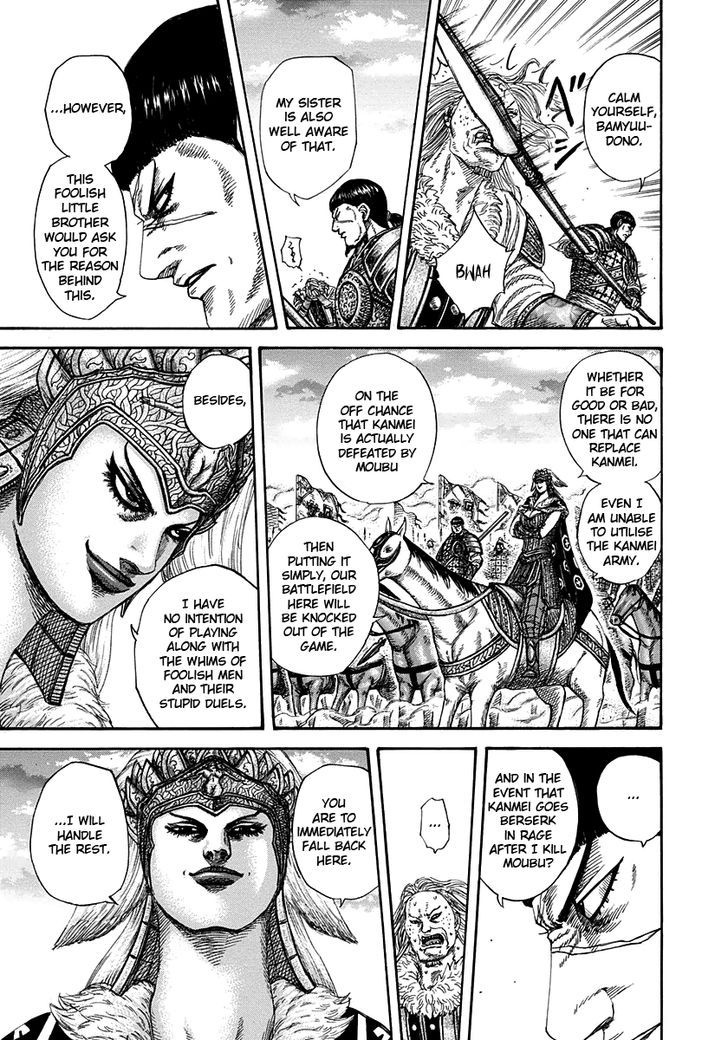 CALM
YOURSELF,
BAMYUU-
DONO.
BWAH
MY SISTER
IS ALSO
WELL AWARE
OF THAT.
...HOWEVER,
THIS
FOOLISH
LITTLE
BROTHER
WOULD ASK
YOU FOR
THE REASON
BEHIND
THIS.
WHETHER
IT BE FOR
GOOD OR BAD,
THERE IS NO
ONE THAT CAN
REPLACE
KANMEI.
EVEN I
AM UNABLE
TO UTILISE
THE KANMEI
ARMY.
ON THE
OFF CHANCE
THAT KANMEI
IS ACTUALLY
DEFEATED BY
MOUBU
THEN
PUTTING IT
SIMPLY, OUR
BATTLEFIELD
HERE WILL
BE KNOCKED
OUT OF THE
GAME.
BESIDES,
I HAVE
NO INTENTION
OF PLAYING
ALONG WITH
THE WHIMS OF
FOOLISH MEN
AND THEIR
STUPID DUELS.
...
AND IN THE
EVENT THAT
KANMEI GOES
BERSERK
IN RAGE
AFTER I KILL
MOUBU?
...
YOU
ARE TO
IMMEDIATELY
FALL BACK
HERE.
...I WILL
HANDLE
THE REST.